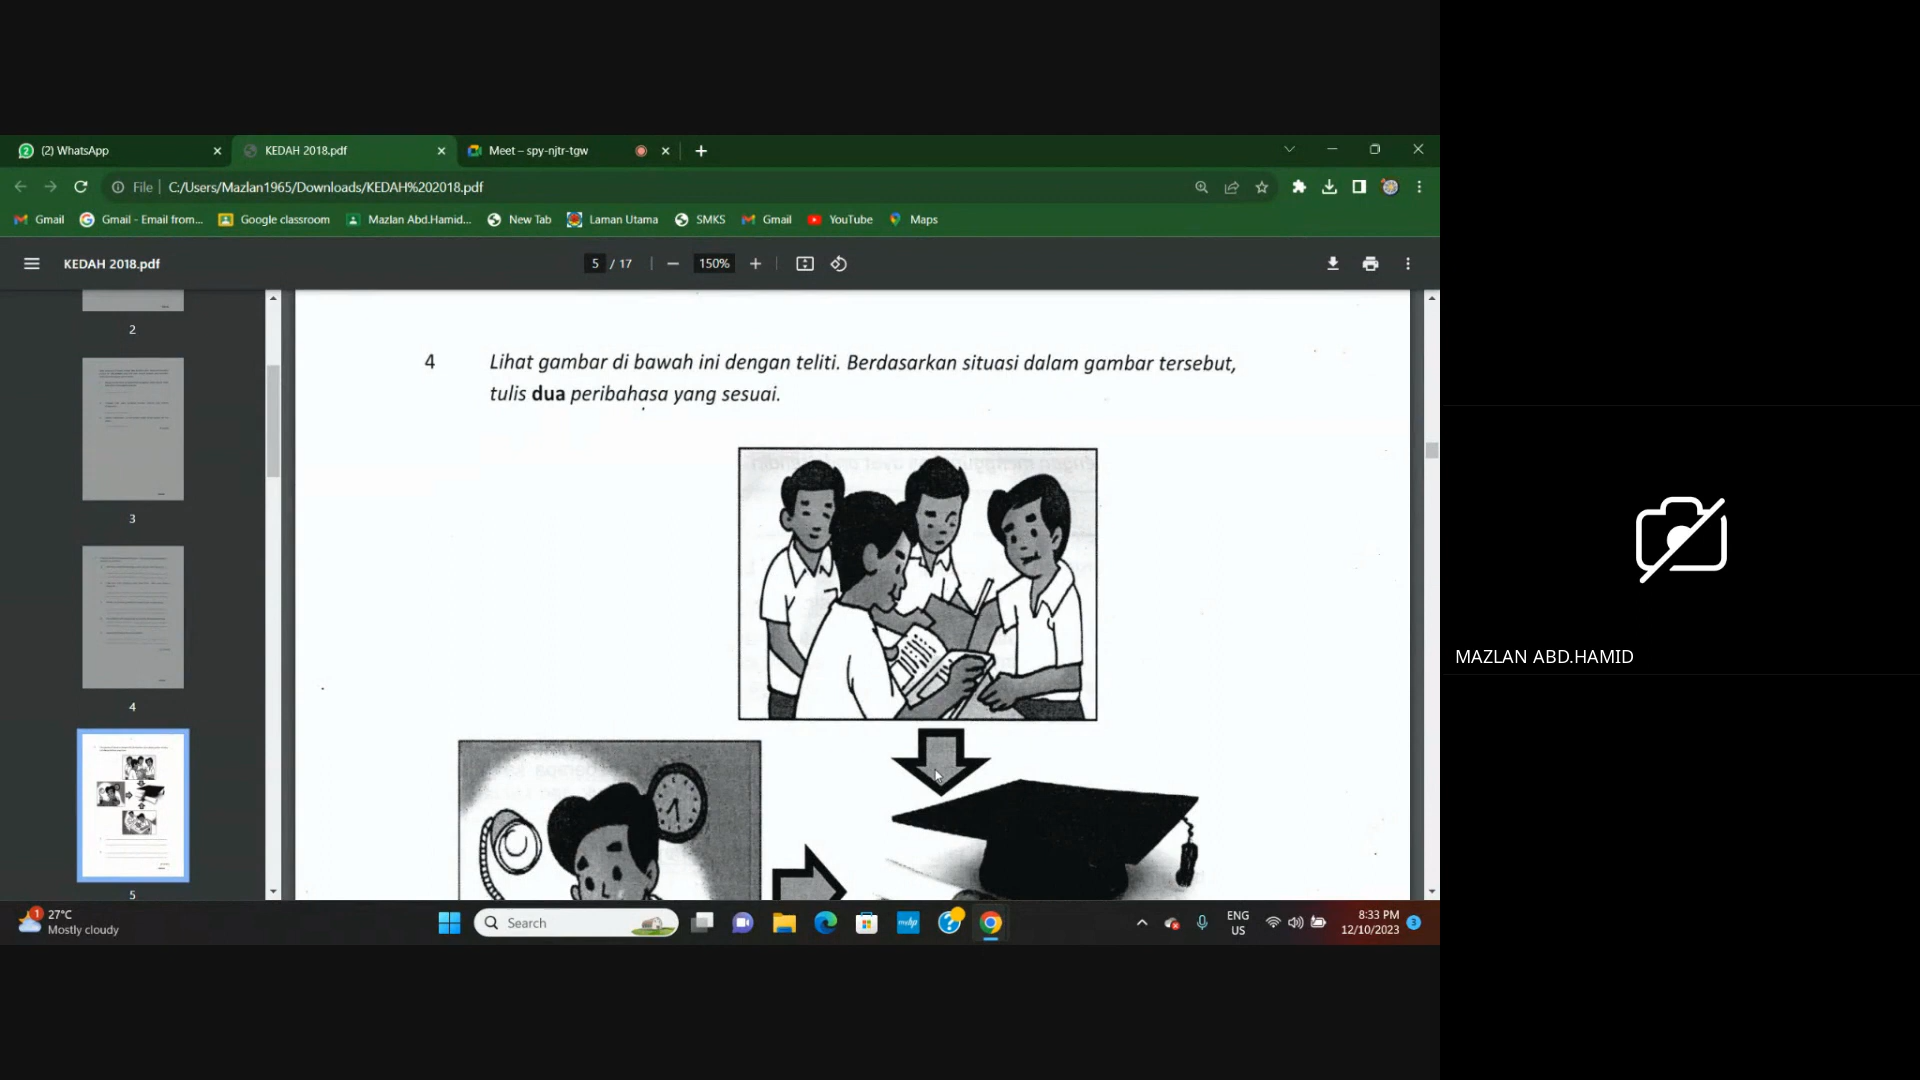 (2) WhatsApp
KEDAH 2018.pdf
Meet – spy-njtr-tgw
File
C:/Users/Mazlan1965/Downloads/KEDAH%202018.pdf
Gmail
Gmail - Email from...
Google classroom
Mazlan Abd.Hamid...
New Tab
Laman Utama
SMKS
Gmail
YouTube
Maps
KEDAH 2018.pdf
5 / 17
150%
2
3
4
5
4 Lihat gambar di bawah ini dengan teliti. Berdasarkan situasi dalam gambar tersebut,
tulis dua peribahasa yang sesuai.
MAZLAN ABD.HAMID
1
27°C
Mostly cloudy
Search
ENG
US
8:33 PM
12/10/2023
3